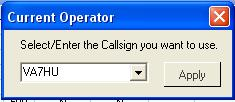 Current Operator
Select/Enter the Callsign you want to use.
VA7HU
Apply